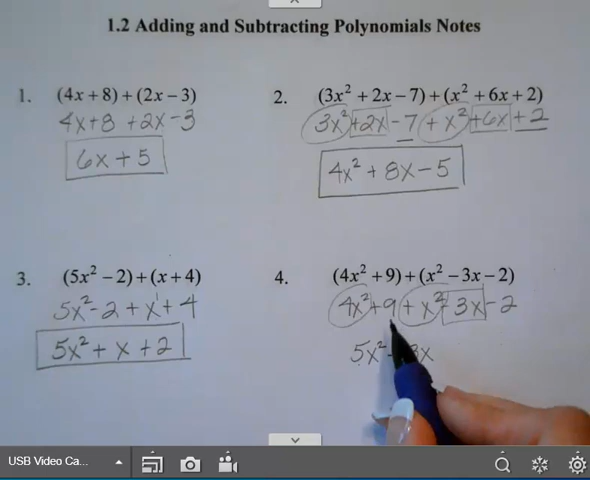 1.2 Adding and Subtracting Polynomials Notes
1. (4x + 8) + (2x − 3)
4x+8 +2x−3
6x + 5
2. (3x² + 2x − 7) + (x² + 6x + 2)
3x²+2x−7+x²+6x+2
4x² + 8x − 5
3. (5x² − 2) + (x + 4)
5x²−2 + x¹+ 4
5x² + x + 2
4. (4x² + 9) + (x² − 3x − 2)
4x²+9+x²−3x−2
5x² 3x
USB Video Ca...